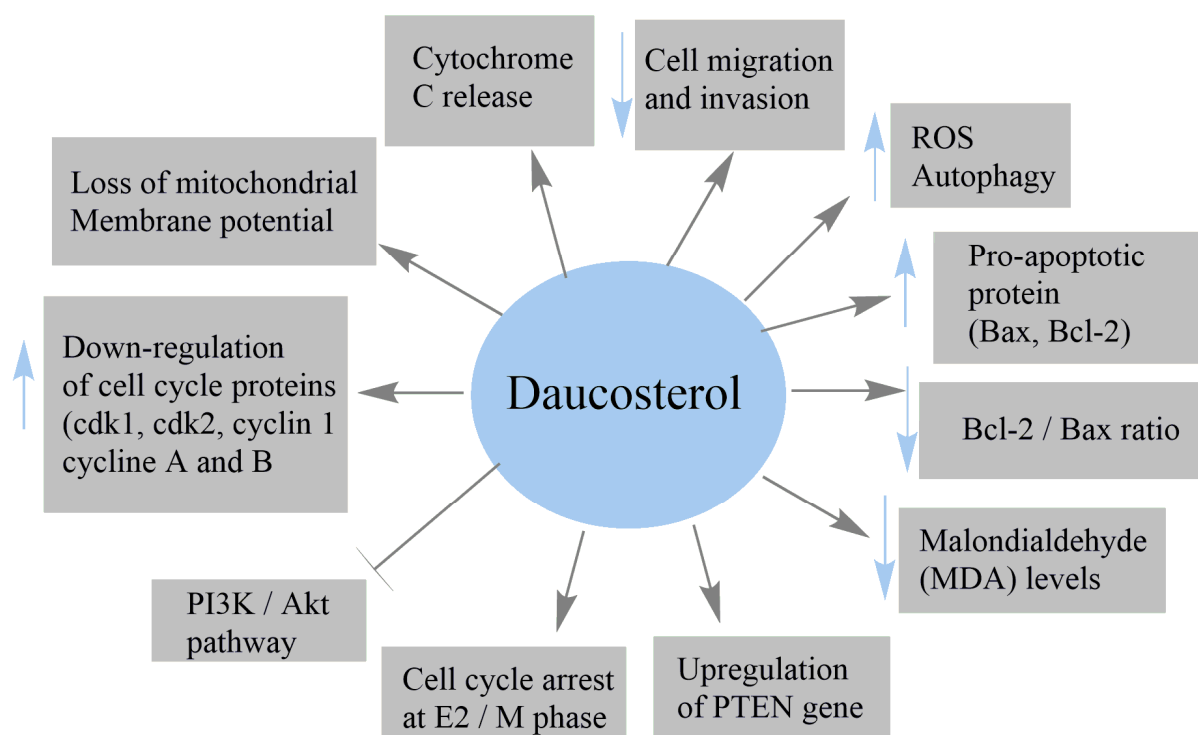 Cytochrome
C release
Cell migration
and invasion
ROS
Autophagy
Loss of mitochondrial
Membrane potential
Pro-apoptotic
protein
(Bax, Bcl-2)
Down-regulation
of cell cycle proteins
(cdk1, cdk2, cyclin 1
cycline A and B
Daucosterol
Bcl-2 / Bax ratio
Malondialdehyde
(MDA) levels
PI3K / Akt
pathway
Cell cycle arrest
at E2 / M phase
Upregulation
of PTEN gene